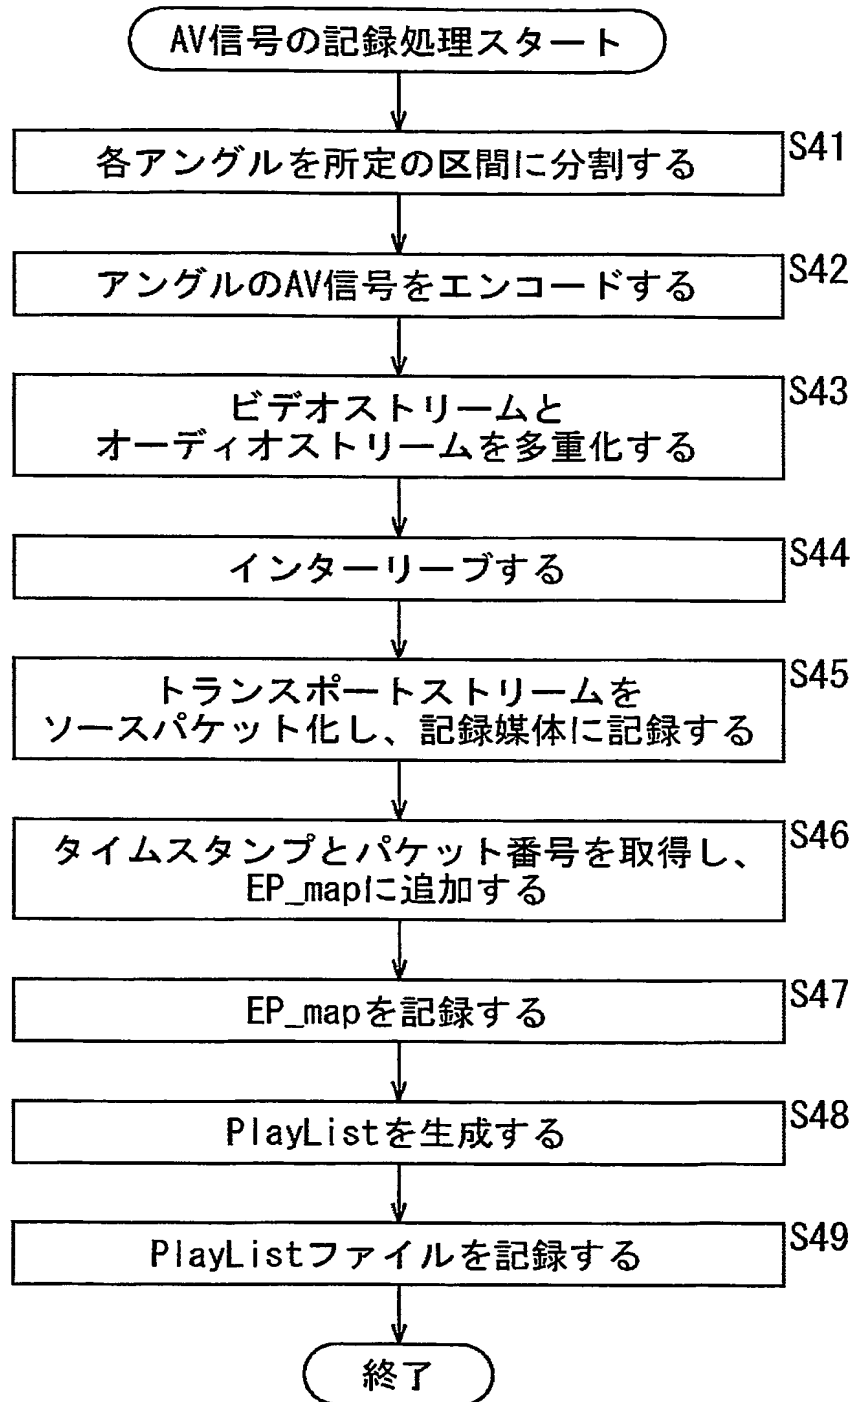 AV信号の記録処理スタート
S41
各アングルを所定の区間に分割する
S42
アングルのAV信号をエンコードする
S43
ビデオストリームと
オーディオストリームを多重化する
S44
インターリーブする
S45
トランスポートストリームを
ソースパケット化し、記録媒体に記録する
S46
タイムスタンプとパケット番号を取得し、
EP_mapに追加する
S47
EP_mapを記録する
S48
PlayListを生成する
S49
PlayListファイルを記録する
終了